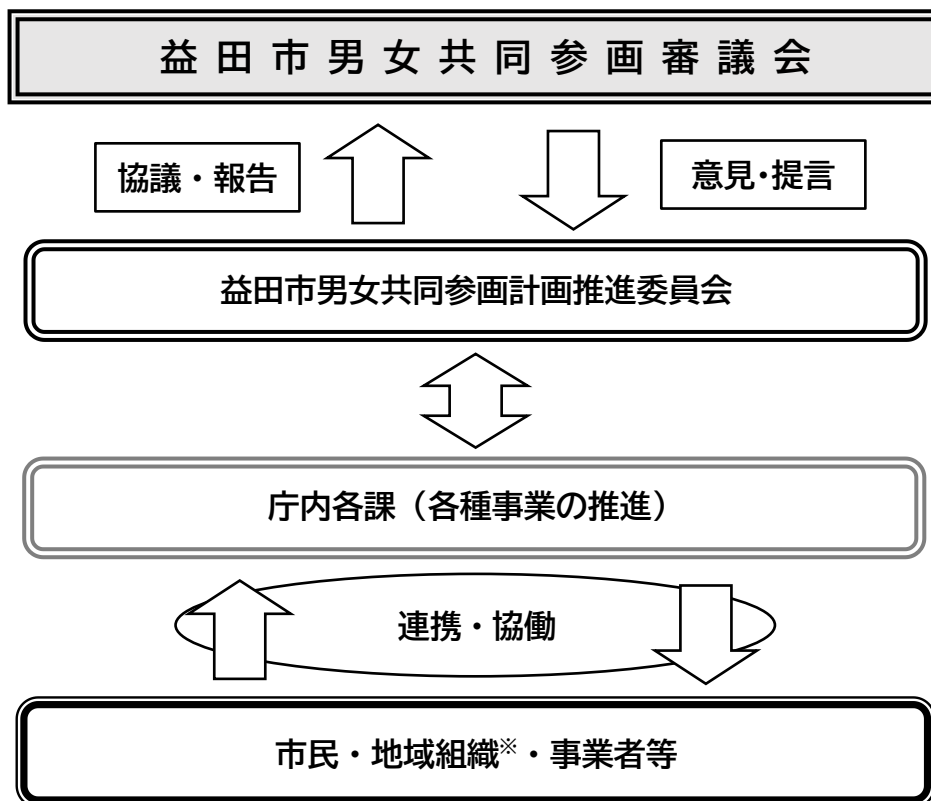 益田市男女共同参画審議会
協議・報告
意見・提言
益田市男女共同参画計画推進委員会
庁内各課（各種事業の推進）
連携・協働
市民・地域組織※・事業者等